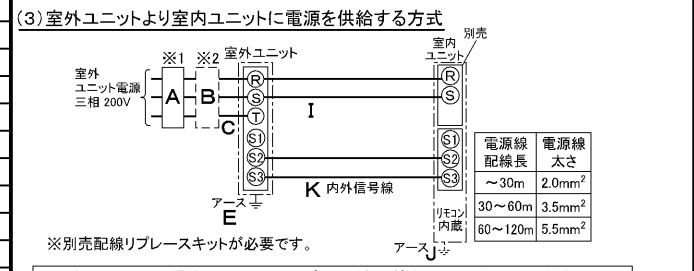 (3)室外ユニットより室内ユニットに電源を供給する方式
別売
※1 ※2 室外ユニット
室内
ユニット
室外
ユニット電源
三相 200V
A B
R R
S S
T
C
I
S1 S1
S2 S2
S3 S3
K 内外信号線
アース
E
リモコン
内蔵
アース J
※別売配線リプレースキットが必要です。
電源線配線長 電源線太さ
～30m 2.0mm²
30～60m 3.5mm²
60～120m 5.5mm²